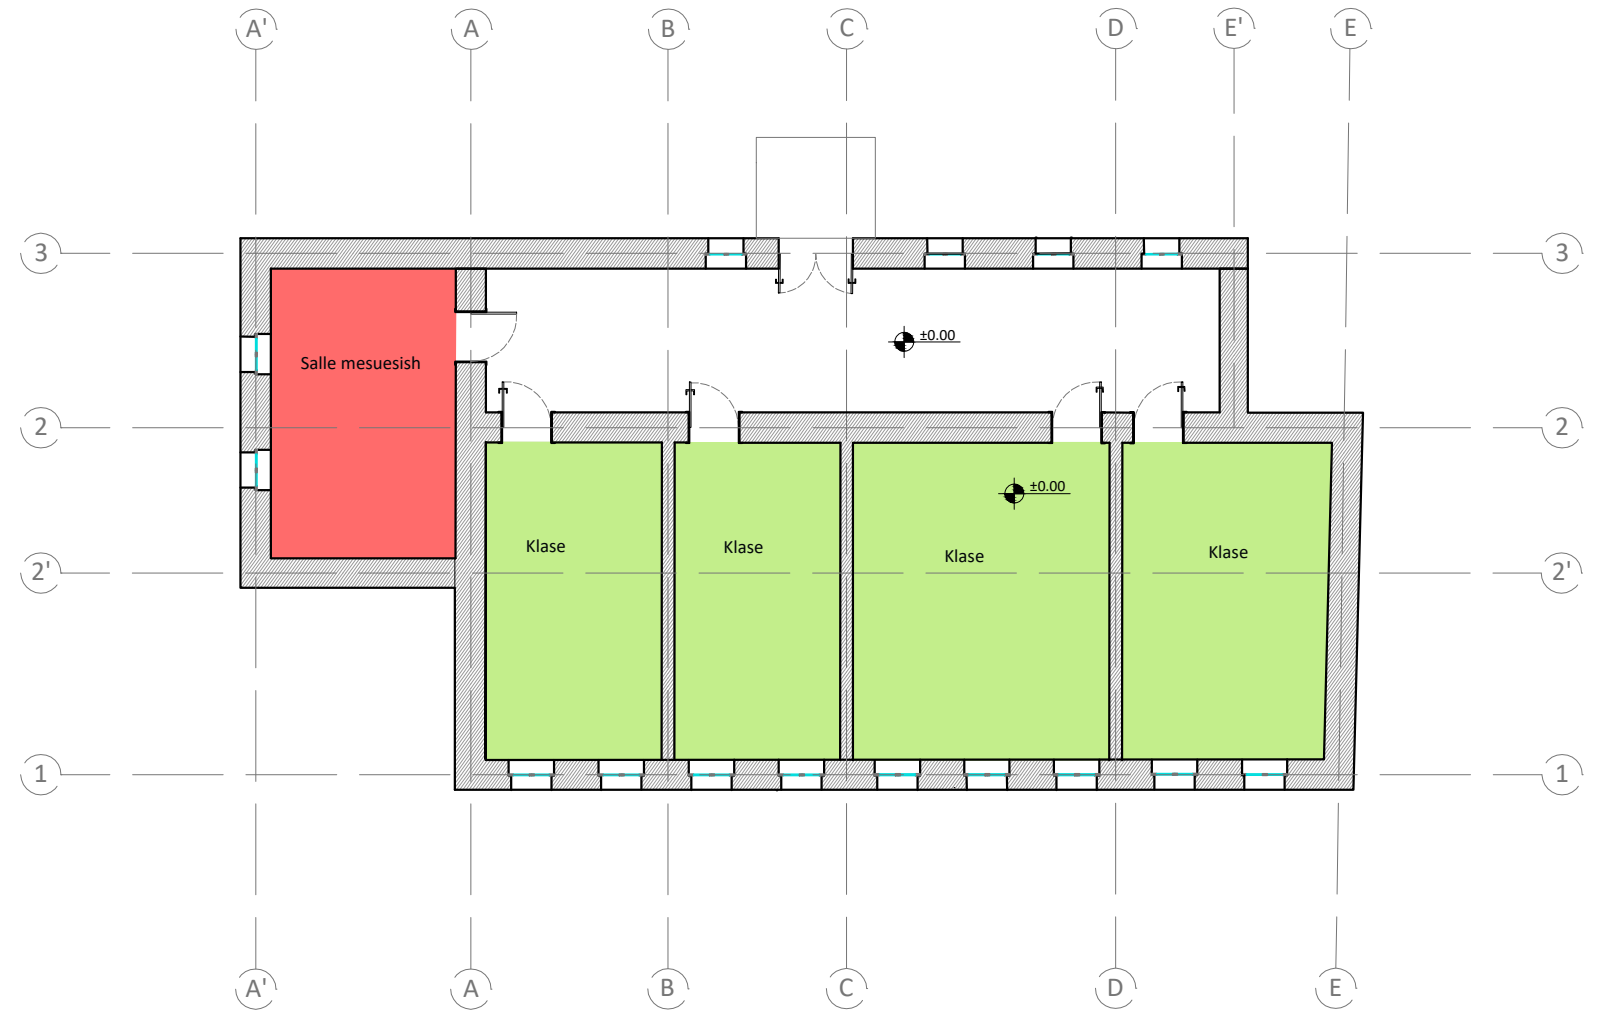 A' A B C D E' E
3 3
±0.00
Salle mesuesish
2 2
±0.00
Klase Klase Klase Klase
2' 2'
1 1
A' A B C D E